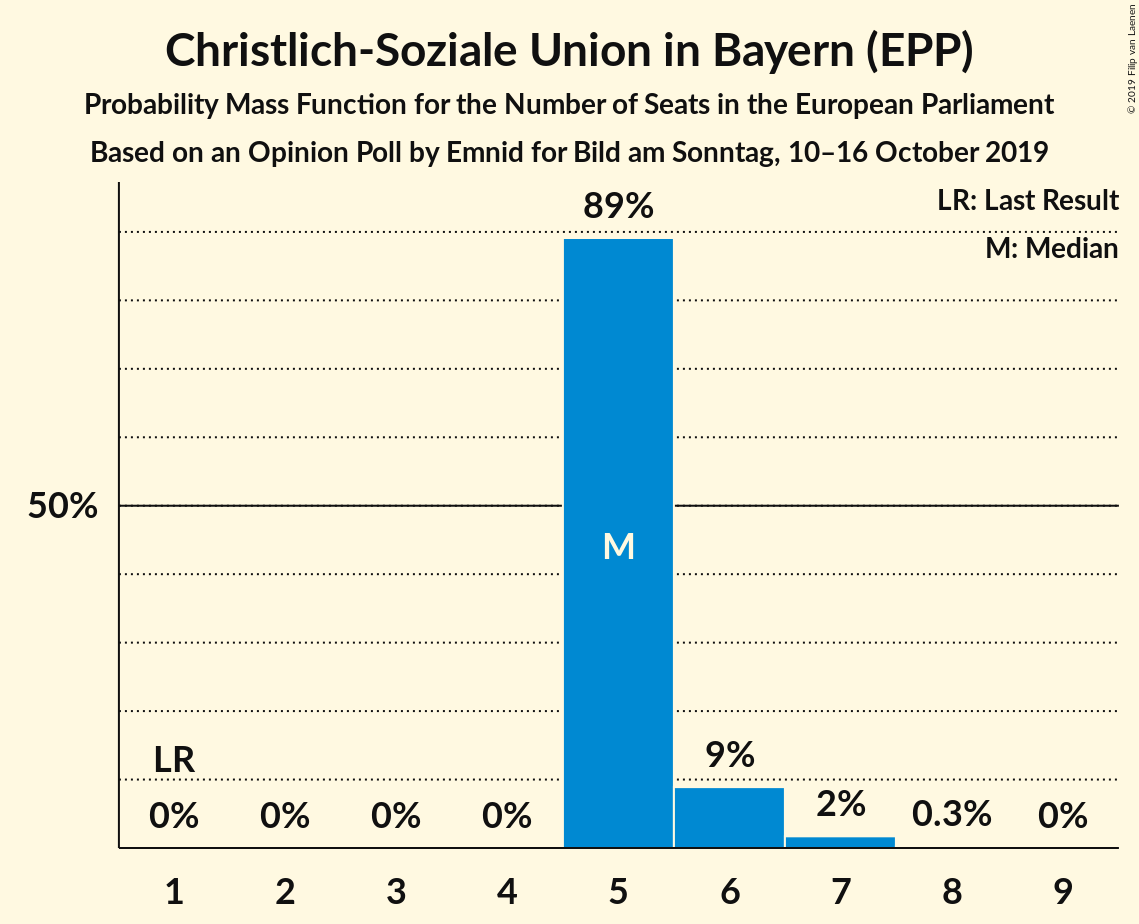 Christlich-Soziale Union in Bayern (EPP)
Probability Mass Function for the Number of Seats in the European Parliament
Based on an Opinion Poll by Emnid for Bild am Sonntag, 10–16 October 2019
© 2019 Filip van Laenen
LR: Last Result
M: Median
89%
50%
M
LR
0% 0% 0% 0% 9% 2% 0.3% 0%
1 2 3 4 5 6 7 8 9